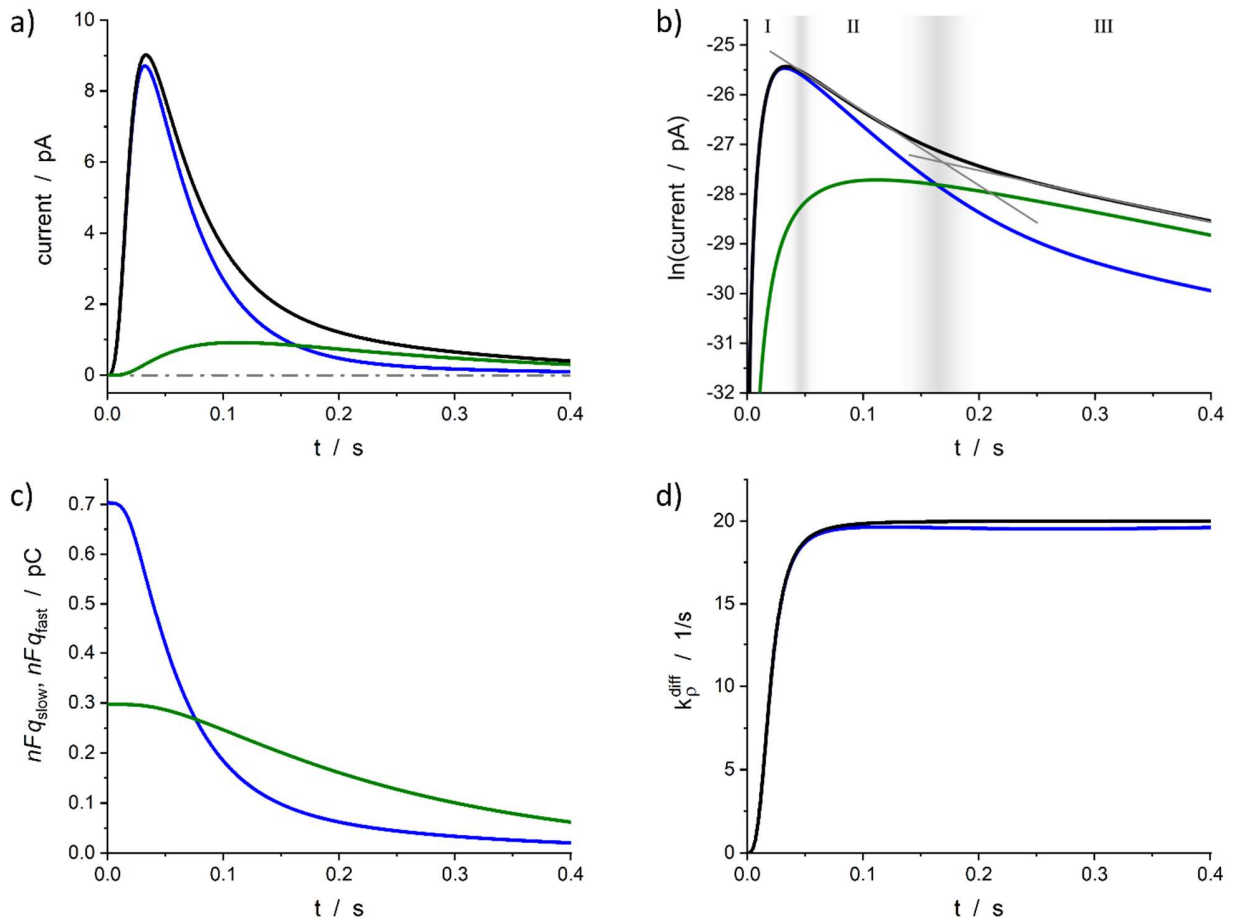 a)
10
8
6
4
2
0
current / pA
0.0 0.1 0.2 0.3 0.4
t / s
b)
I II III
-25
-26
-27
-28
-29
-30
-31
-32
ln(current / pA)
0.0 0.1 0.2 0.3 0.4
t / s
c)
0.7
0.6
0.5
0.4
0.3
0.2
0.1
0.0
nFq_slow, nFq_fast / pC
0.0 0.1 0.2 0.3 0.4
t / s
d)
20
15
10
5
0
k_ρ^diff / 1/s
0.0 0.1 0.2 0.3 0.4
t / s